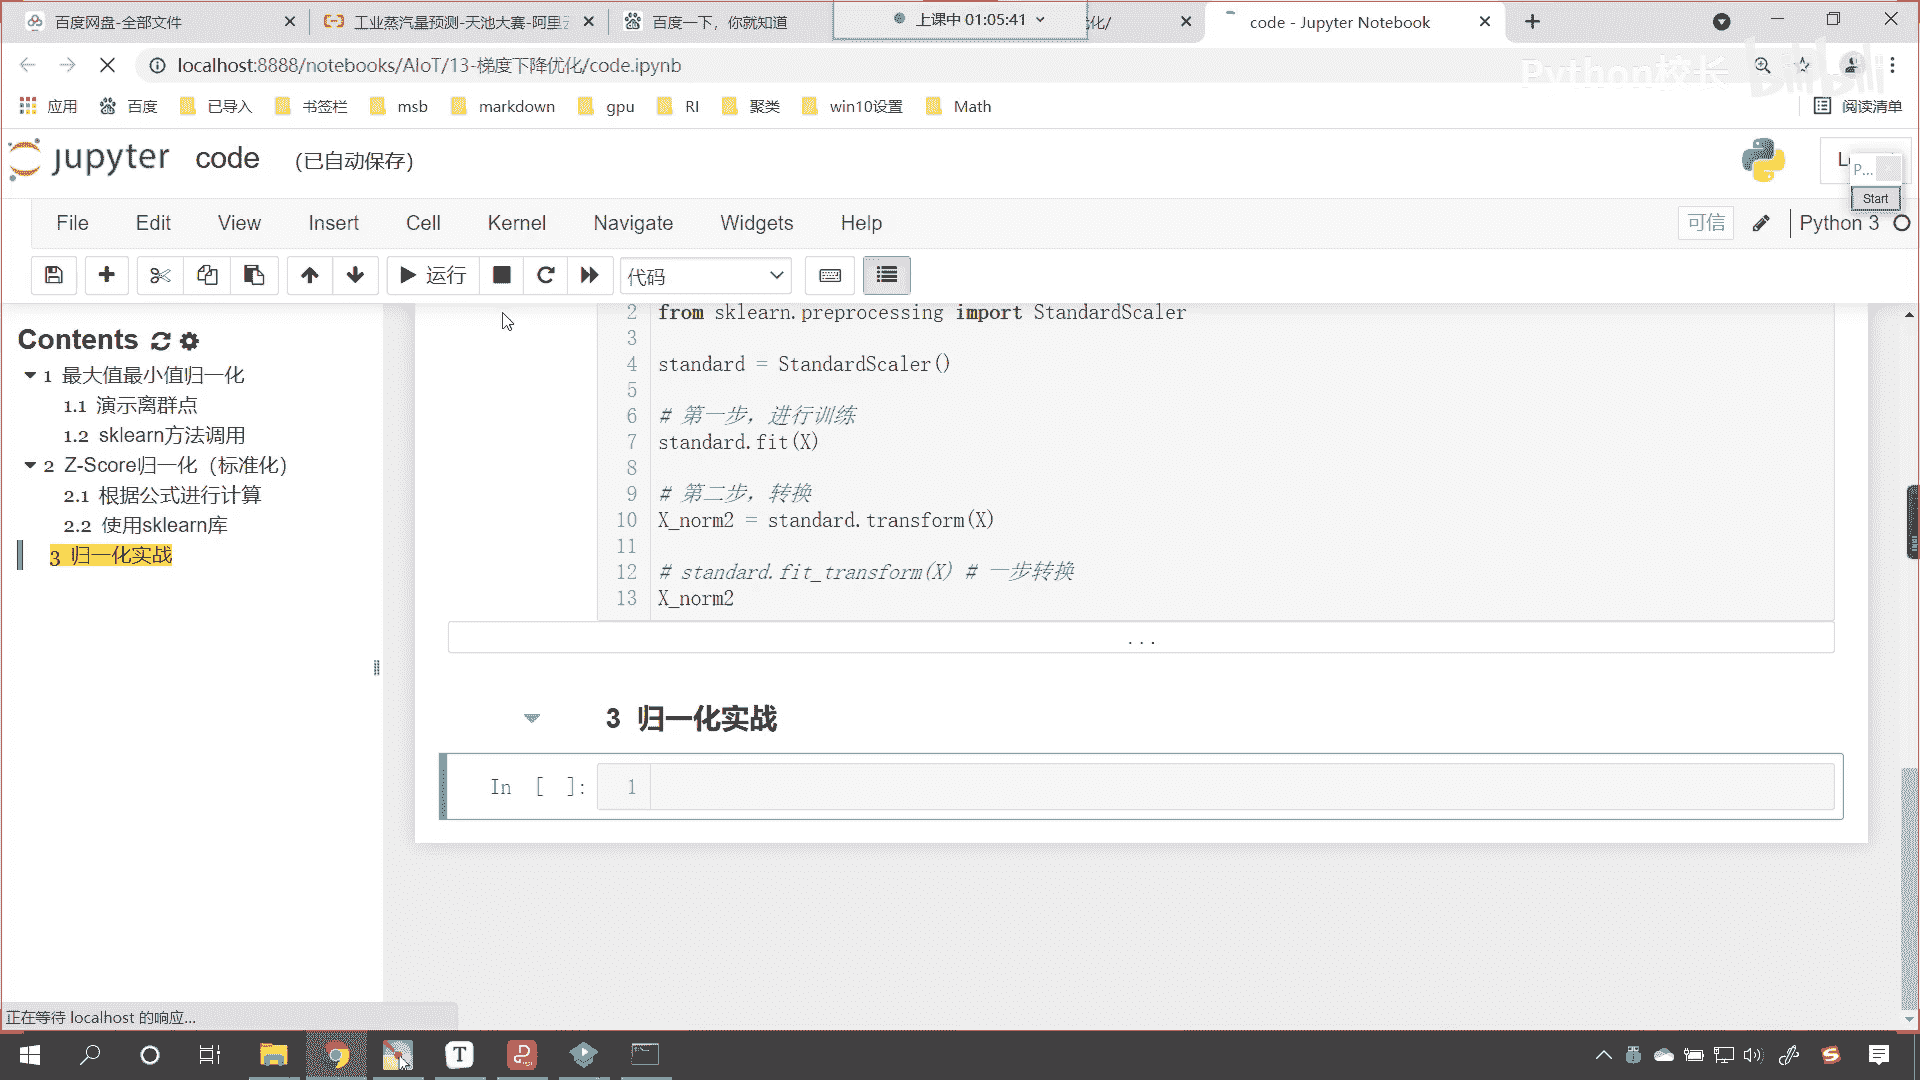 百度网盘-全部文件
工业蒸汽量预测-天池大赛-阿里云
百度一下，你就知道
上课中 01:05:41
优化/
code - Jupyter Notebook
localhost:8888/notebooks/AIoT/13-梯度下降优化/code.ipynb
Python校长
bilibili
应用
百度
已导入
书签栏
msb
markdown
gpu
RI
聚类
win10设置
Math
阅读清单
jupyter
code
(已自动保存)
P...
Start
File
Edit
View
Insert
Cell
Kernel
Navigate
Widgets
Help
可信
Python 3
运行
代码
Contents
1 最大值最小值归一化
1.1 演示离群点
1.2 sklearn方法调用
2 Z-Score归一化（标准化）
2.1 根据公式进行计算
2.2 使用sklearn库
3 归一化实战
2 from sklearn.preprocessing import StandardScaler
3
4 standard = StandardScaler()
5
6 # 第一步，进行训练
7 standard.fit(X)
8
9 # 第二步，转换
10 X_norm2 = standard.transform(X)
11
12 # standard.fit_transform(X) # 一步转换
13 X_norm2
...
3 归一化实战
In [ ]:
1
正在等待 localhost 的响应...